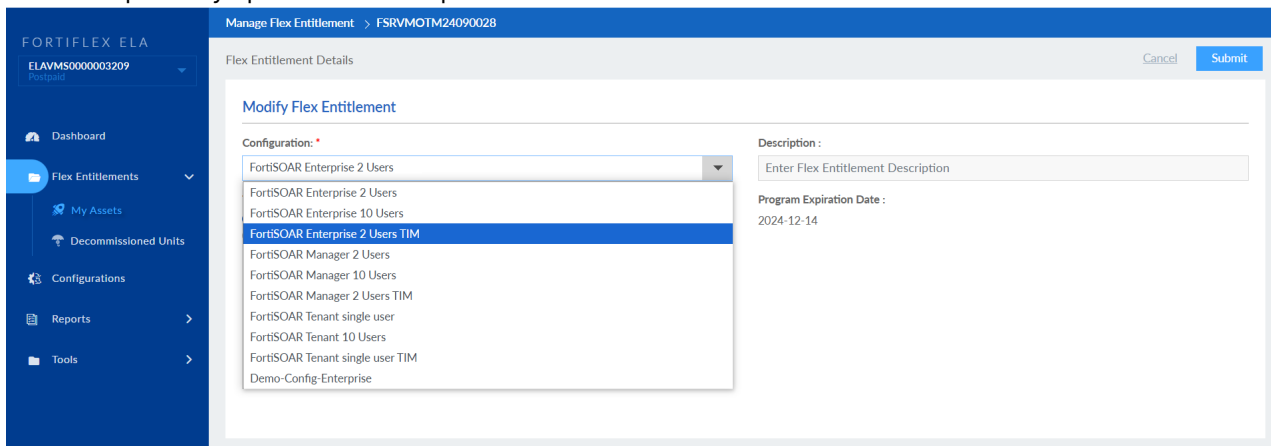 Manage Flex Entitlement > FSRVMOTM24090028
FORTIFLEX ELA
ELAVMS0000003209
Postpaid
Flex Entitlement Details
Cancel
Submit
Modify Flex Entitlement
Dashboard
Flex Entitlements
My Assets
Decommissioned Units
Configurations
Reports
Tools
Configuration: *
FortiSOAR Enterprise 2 Users
FortiSOAR Enterprise 2 Users
FortiSOAR Enterprise 10 Users
FortiSOAR Enterprise 2 Users TIM
FortiSOAR Manager 2 Users
FortiSOAR Manager 10 Users
FortiSOAR Manager 2 Users TIM
FortiSOAR Tenant single user
FortiSOAR Tenant 10 Users
FortiSOAR Tenant single user TIM
Demo-Config-Enterprise
Description :
Enter Flex Entitlement Description
Program Expiration Date :
2024-12-14